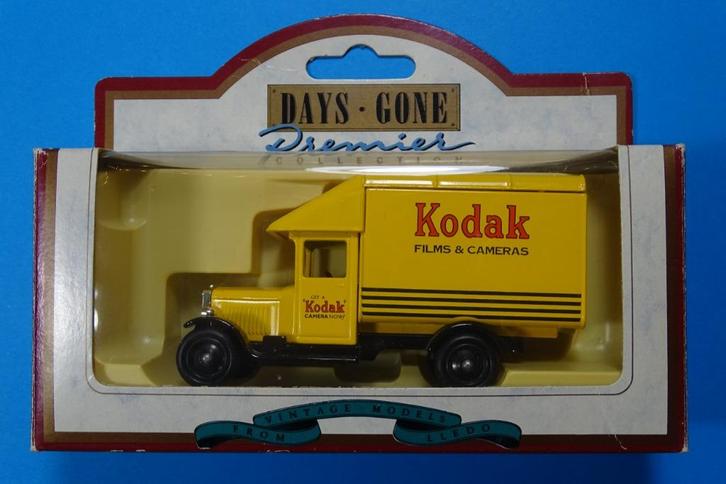 DAYS · GONE
Premier
COLLECTION
Kodak
FILMS & CAMERAS
GET A
"Kodak"
CAMERA NOW!
VINTAGE MODELS
FROM LLEDO